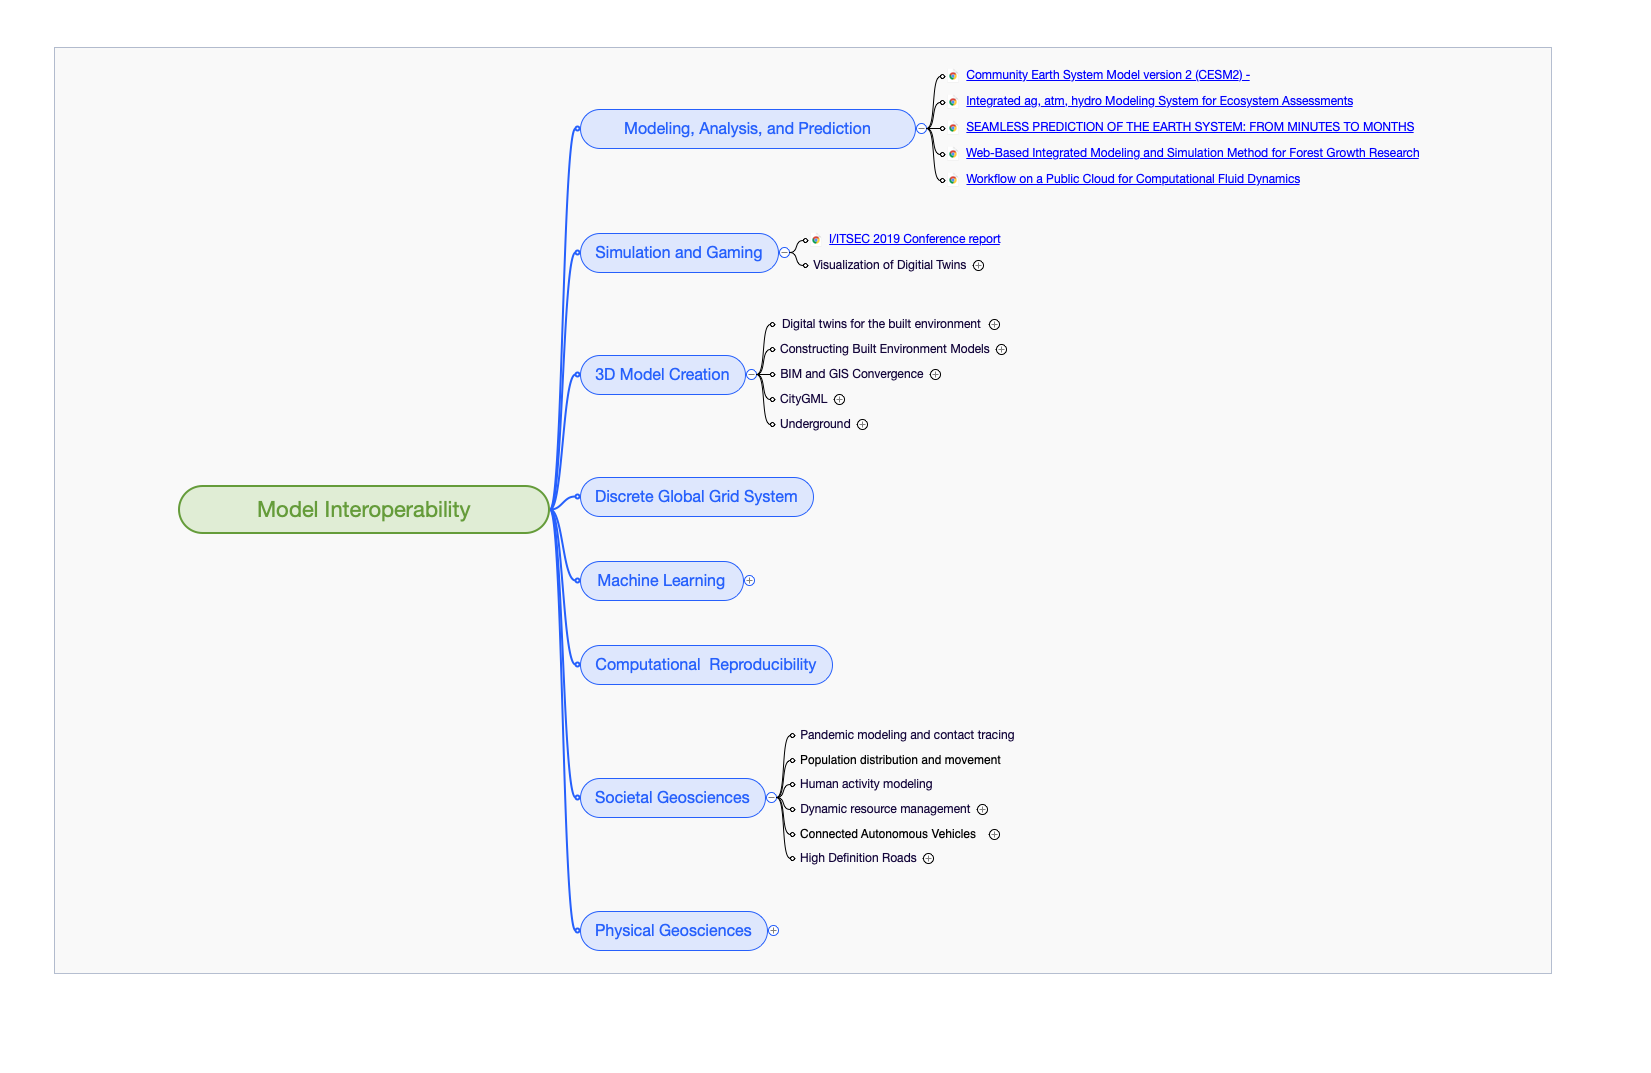 Community Earth System Model version 2 (CESM2) -
Integrated ag, atm, hydro Modeling System for Ecosystem Assessments
Modeling, Analysis, and Prediction
SEAMLESS PREDICTION OF THE EARTH SYSTEM: FROM MINUTES TO MONTHS
Web-Based Integrated Modeling and Simulation Method for Forest Growth Research
Workflow on a Public Cloud for Computational Fluid Dynamics
Simulation and Gaming
I/ITSEC 2019 Conference report
Visualization of Digitial Twins
3D Model Creation
Digital twins for the built environment
Constructing Built Environment Models
BIM and GIS Convergence
CityGML
Underground
Model Interoperability
Discrete Global Grid System
Machine Learning
Computational  Reproducibility
Societal Geosciences
Pandemic modeling and contact tracing
Population distribution and movement
Human activity modeling
Dynamic resource management
Connected Autonomous Vehicles
High Definition Roads
Physical Geosciences